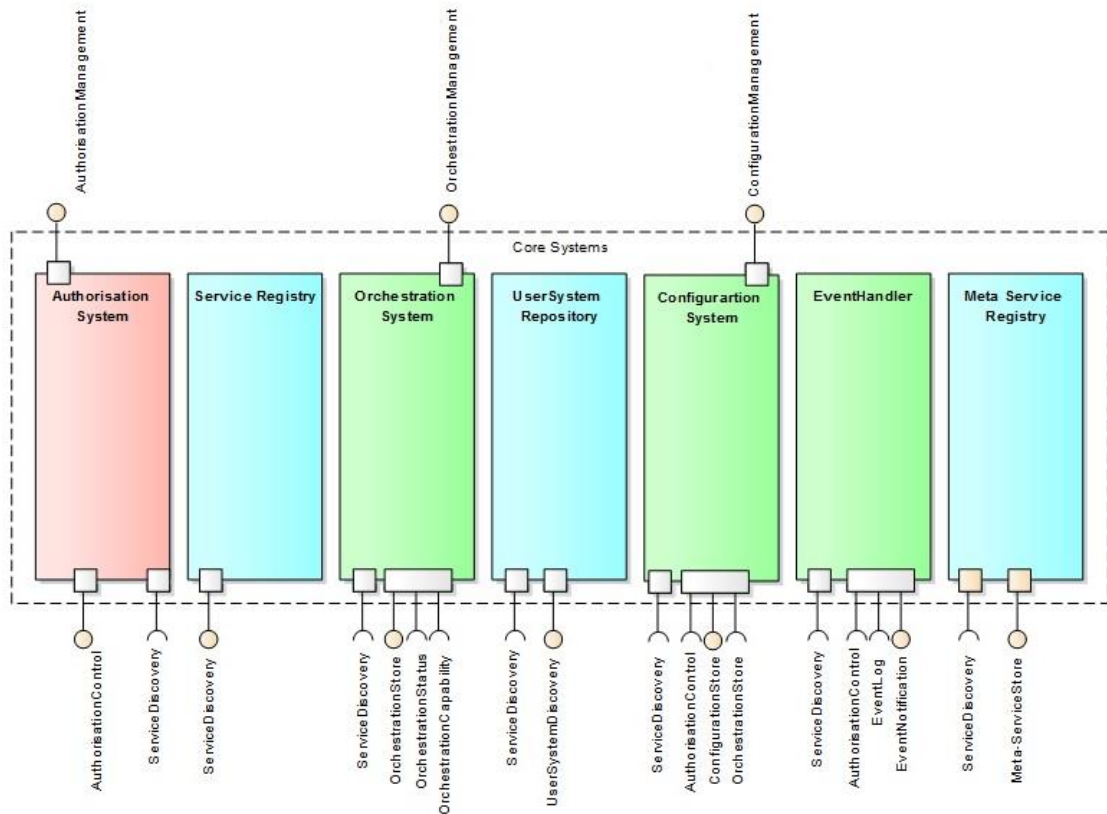 AuthorisationManagement
OrchestrationManagement
ConfigurationManagement
Core Systems
Authorisation
System
Service Registry
Orchestration
System
UserSystem
Repository
Configurartion
System
EventHandler
Meta Service
Registry
AuthorisationControl
ServiceDiscovery
ServiceDiscovery
ServiceDiscovery
OrchestrationStore
OrchestrationStatus
OrchestrationCapability
ServiceDiscovery
UserSystemDiscovery
ServiceDiscovery
AuthorisationControl
ConfigurationStore
OrchestrationStore
ServiceDiscovery
AuthorisationControl
EventLog
EventNotification
ServiceDiscovery
Meta-ServiceStore